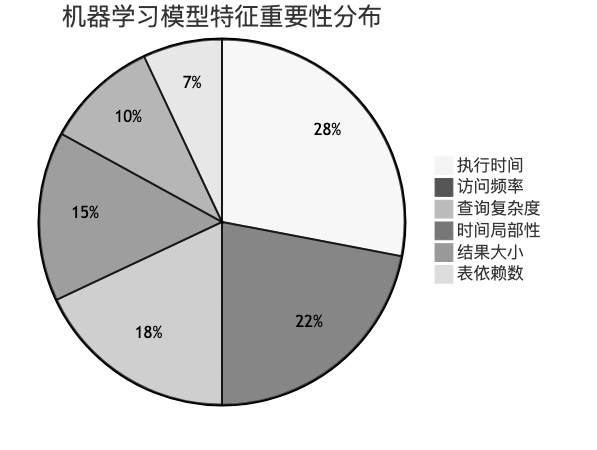 机器学习模型特征重要性分布
7%
10%
28%
15%
22%
18%
执行时间
访问频率
查询复杂度
时间局部性
结果大小
表依赖数